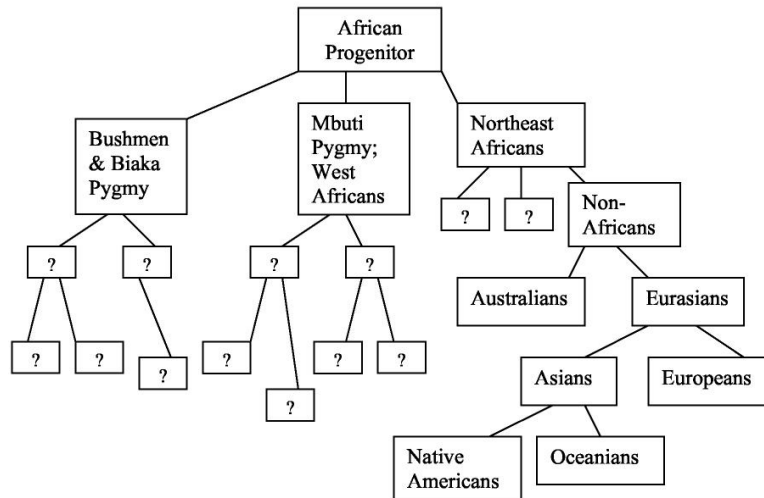 African
Progenitor
Bushmen
& Biaka
Pygmy
Mbuti
Pygmy;
West
Africans
Northeast
Africans
?
?
Non-
Africans
?
?
?
?
Australians
Eurasians
?
?
?
?
?
?
?
Asians
Europeans
Native
Americans
Oceanians